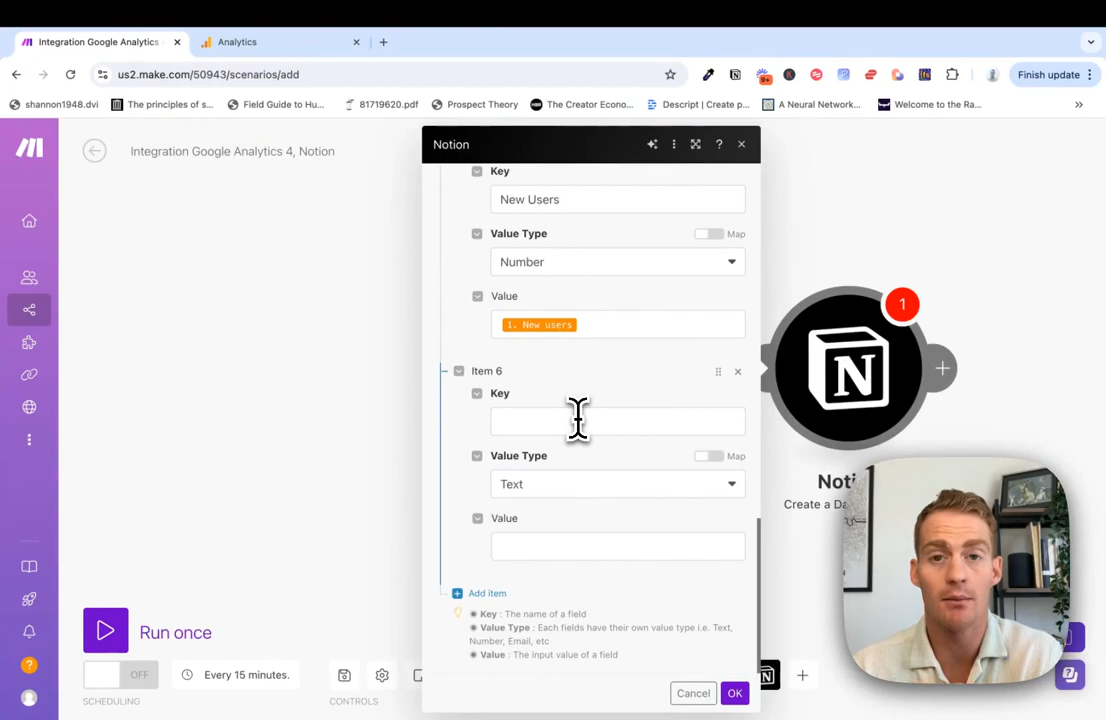 Integration Google Analytics
Analytics
us2.make.com/50943/scenarios/add
9+
Finish update
shannon1948.dvi
The principles of s...
Field Guide to Hu...
81719620.pdf
Prospect Theory
The Creator Econo...
Descript | Create p...
A Neural Network...
Welcome to the Ra...
Integration Google Analytics 4, Notion
Notion
Key
New Users
Value Type
Map
Number
Value
1. New users
1
Item 6
Key
Value Type
Map
Text
Value
Add item
Key : The name of a field
Value Type : Each fields have their own value type i.e. Text,
Number, Email, etc
Value : The input value of a field
Cancel
OK
Create a Da
Run once
OFF
Every 15 minutes.
SCHEDULING
CONTROLS